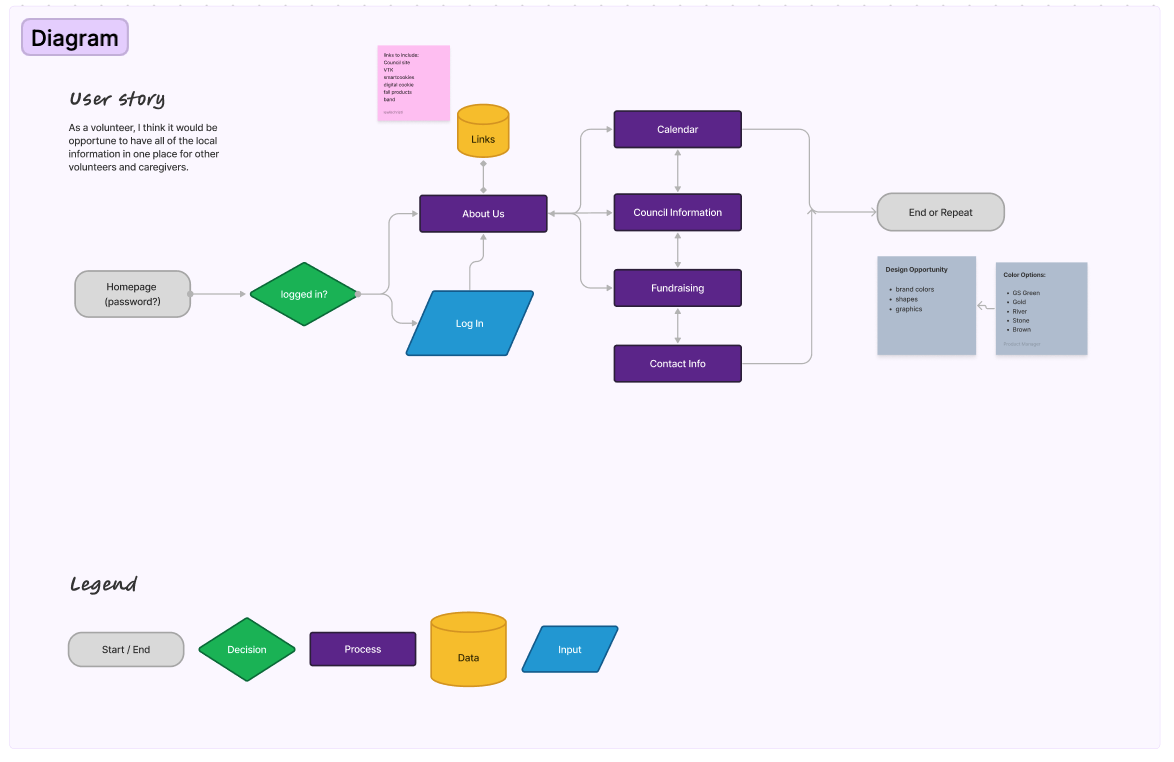 Diagram
User story
As a volunteer, I think it would be
opportune to have all of the local
information in one place for other
volunteers and caregivers.
links to include:
Council site
VTK
smartcookies
digital cookie
fall products
band
Links
Calendar
About Us
Council Information
End or Repeat
Homepage
(password?)
logged in?
Log In
Fundraising
Contact Info
Design Opportunity
brand colors
shapes
graphics
Color Options:
GS Green
Gold
River
Stone
Brown
Project Manager
Legend
Start / End
Decision
Process
Data
Input